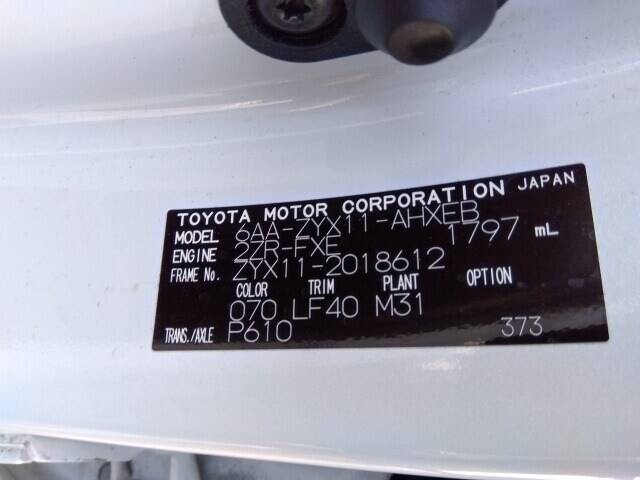 TOYOTA MOTOR CORPORATION JAPAN
MODEL 6AA-ZYX11-AHXEB
ENGINE 2ZR-FXE 1797 mL
FRAME No. ZYX11-2018612
COLOR TRIM PLANT OPTION
070 LF40 M31
TRANS./AXLE P610 373